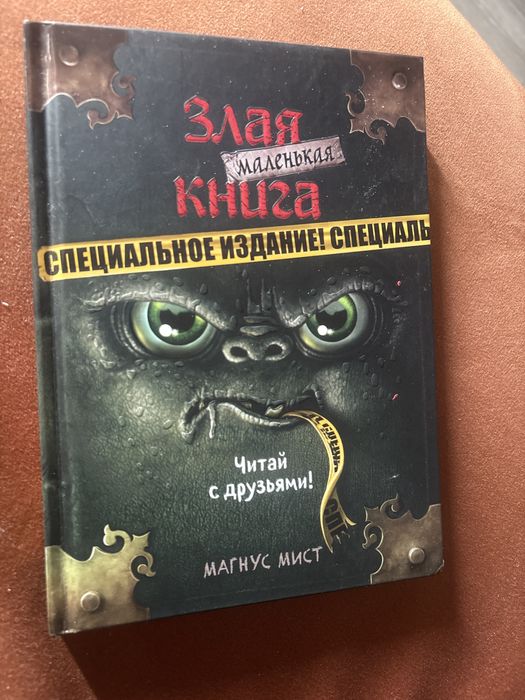 Злая
маленькая
книга
СПЕЦИАЛЬНОЕ ИЗДАНИЕ! СПЕЦИАЛЬ
Читай
с друзьями!
МАГНУС МИСТ